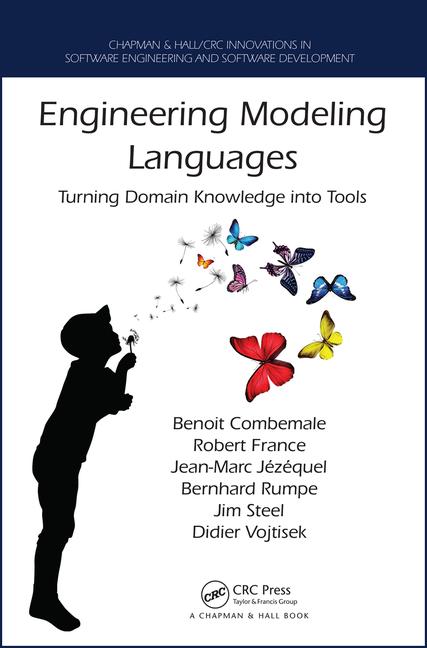 CHAPMAN & HALL/CRC INNOVATIONS IN
SOFTWARE ENGINEERING AND SOFTWARE DEVELOPMENT
Engineering Modeling
Languages
Turning Domain Knowledge into Tools
Benoit Combemale
Robert France
Jean-Marc Jézéquel
Bernhard Rumpe
Jim Steel
Didier Vojtisek
CRC
CRC Press
Taylor & Francis Group
A CHAPMAN & HALL BOOK